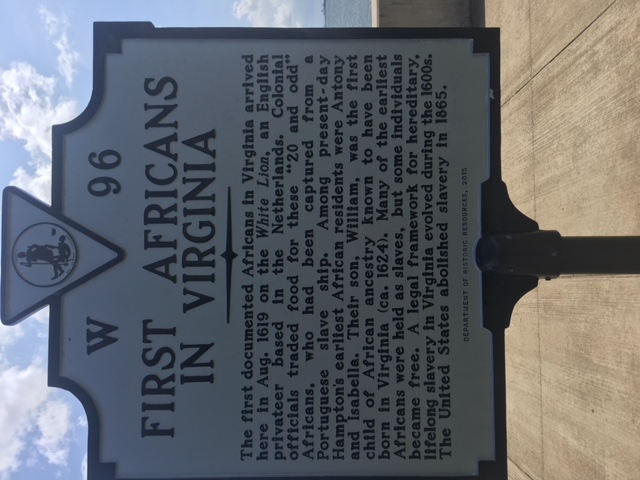 W 96
FIRST AFRICANS
IN VIRGINIA
The first documented Africans in Virginia arrived
here in Aug. 1619 on the White Lion, an English
privateer based in the Netherlands. Colonial
officials traded food for these "20 and odd"
Africans, who had been captured from a
Portuguese slave ship. Among present-day
Hampton's earliest African residents were Antony
and Isabella. Their son, William, was the first
child of African ancestry known to have been
born in Virginia (ca. 1624). Many of the earliest
Africans were held as slaves, but some individuals
became free. A legal framework for hereditary,
lifelong slavery in Virginia evolved during the 1600s.
The United States abolished slavery in 1865.
DEPARTMENT OF HISTORIC RESOURCES, 2015